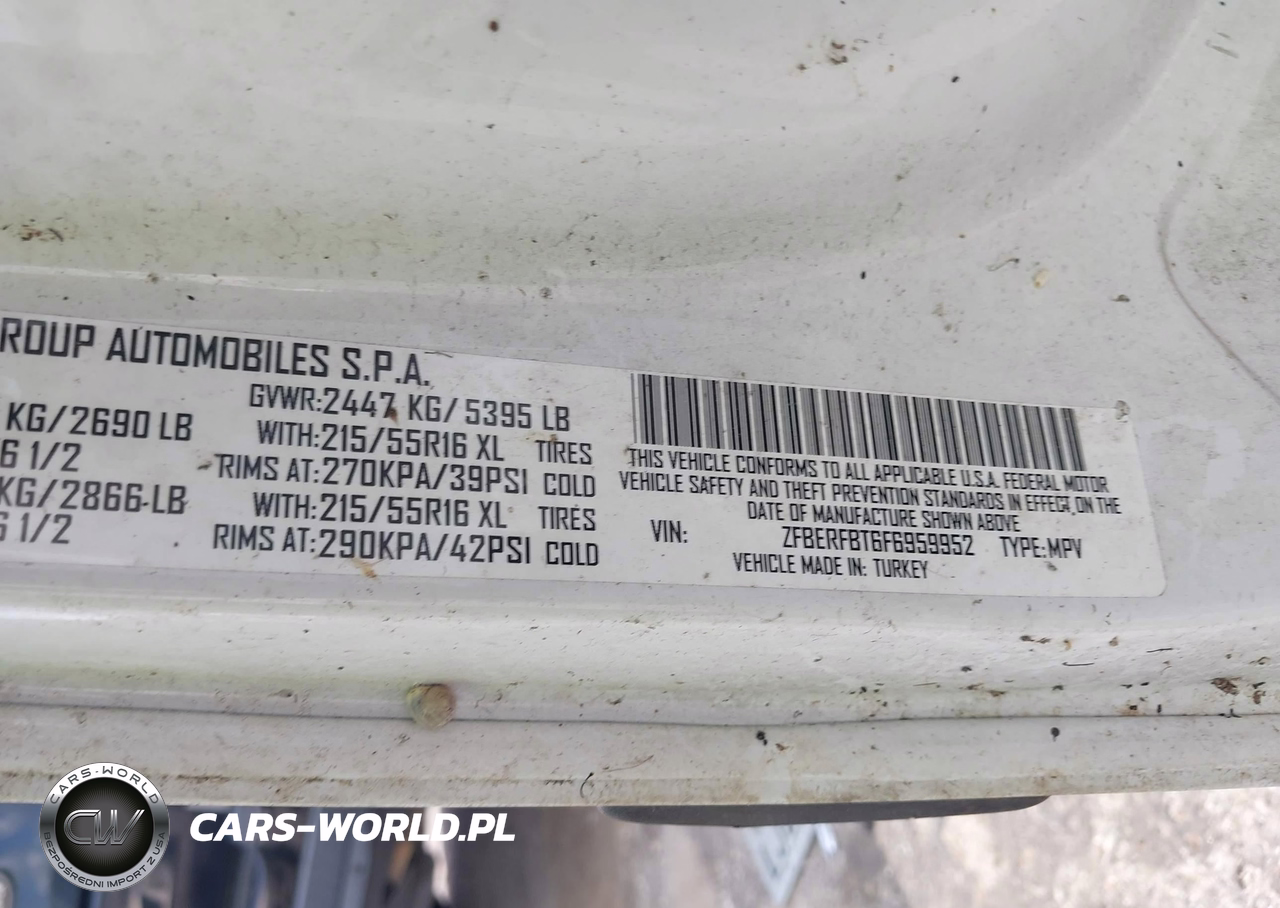 ROUP AUTOMOBILES S.P.A.
GVWR:2447 KG/5395 LB
KG/2690 LB WITH:215/55R16 XL TIRES
6 1/2 RIMS AT:270KPA/39PSI COLD
KG/2866 LB WITH:215/55R16 XL TIRES
6 1/2 RIMS AT:290KPA/42PSI COLD
THIS VEHICLE CONFORMS TO ALL APPLICABLE U.S.A. FEDERAL MOTOR
VEHICLE SAFETY AND THEFT PREVENTION STANDARDS IN EFFECT ON THE
DATE OF MANUFACTURE SHOWN ABOVE
VIN: ZFBERFBT6F6959952 TYPE:MPV
VEHICLE MADE IN: TURKEY
CARS-WORLD
CW
BEZPOŚREDNI IMPORT Z USA
CARS-WORLD.PL